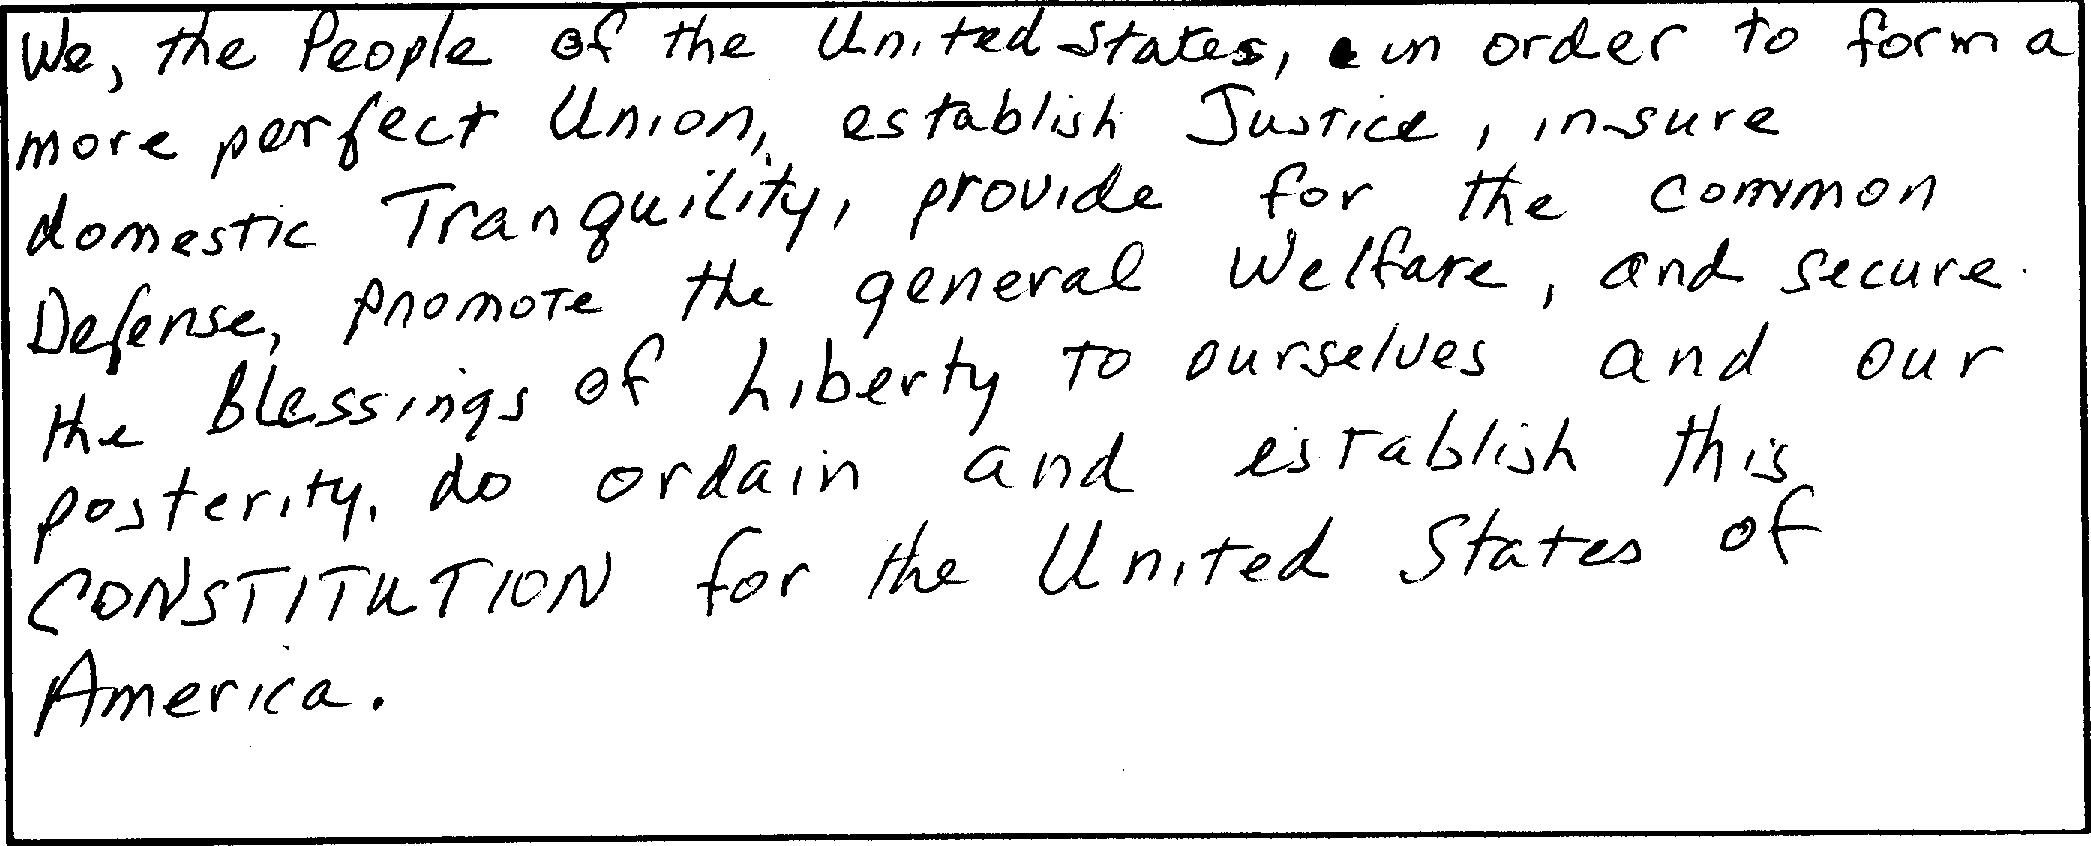 We, the People of the United States, in order to form a
more perfect Union, establish Justice, insure
domestic Tranquility, provide for the common
Defense, promote the general Welfare, and secure
the Blessings of Liberty to ourselves and our
posterity, do ordain and establish this
CONSTITUTION for the United States of
America.